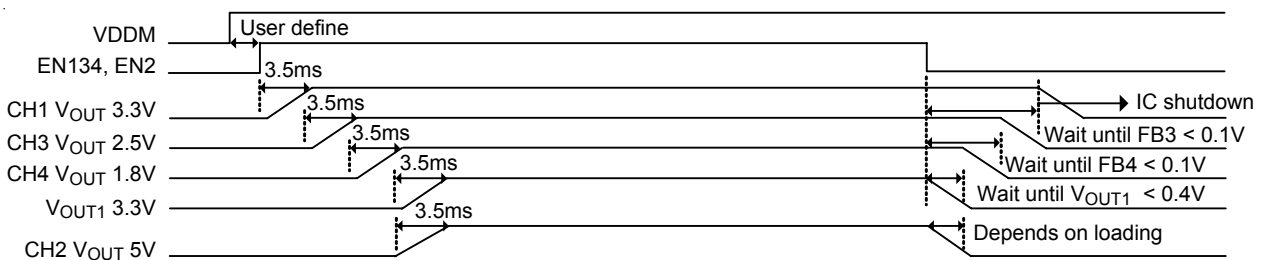 VDDM
User define
EN134, EN2
3.5ms
CH1 VOUT 3.3V
3.5ms
IC shutdown
CH3 VOUT 2.5V
3.5ms
Wait until FB3 < 0.1V
CH4 VOUT 1.8V
3.5ms
Wait until FB4 < 0.1V
VOUT1 3.3V
3.5ms
Wait until VOUT1 < 0.4V
CH2 VOUT 5V
Depends on loading